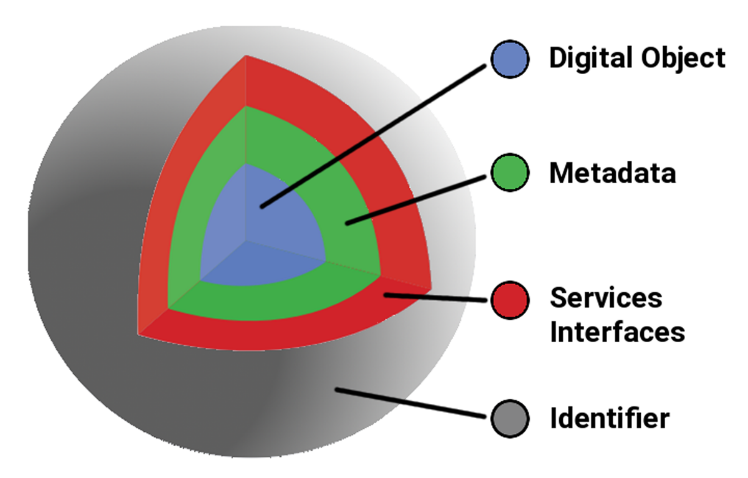 Digital Object
Metadata
Services
Interfaces
Identifier